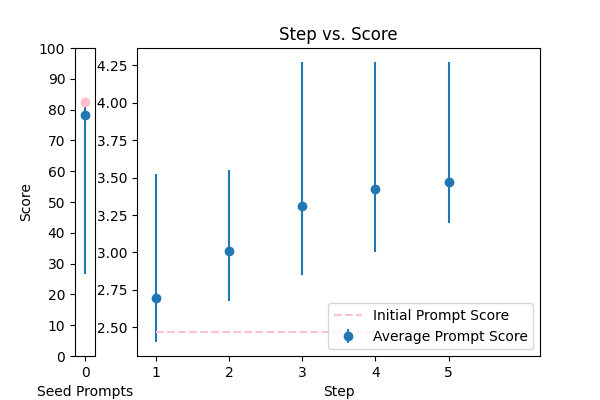 Step vs. Score
Score
100
90
80
70
60
50
40
30
20
10
0
0
Seed Prompts
4.25
4.00
3.75
3.50
3.25
3.00
2.75
2.50
1 2 3 4 5
Step
Initial Prompt Score
Average Prompt Score